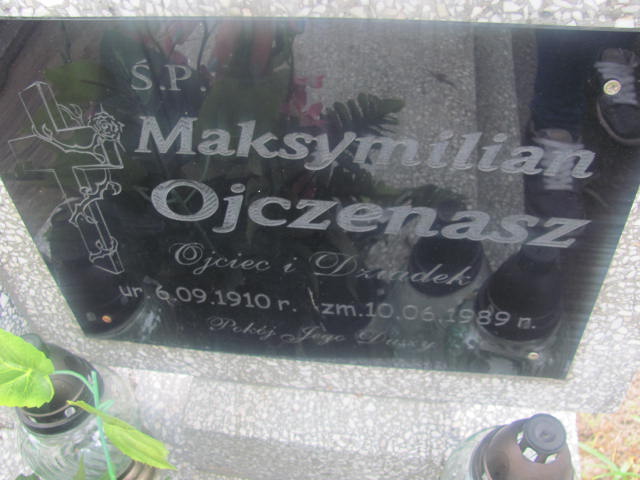 Ś.P.
Maksymilian
Ojczenasz
Ojciec i Dziadek
ur. 6.09.1910 r. zm. 10.06.1989 r.
Pokój Jego Duszy